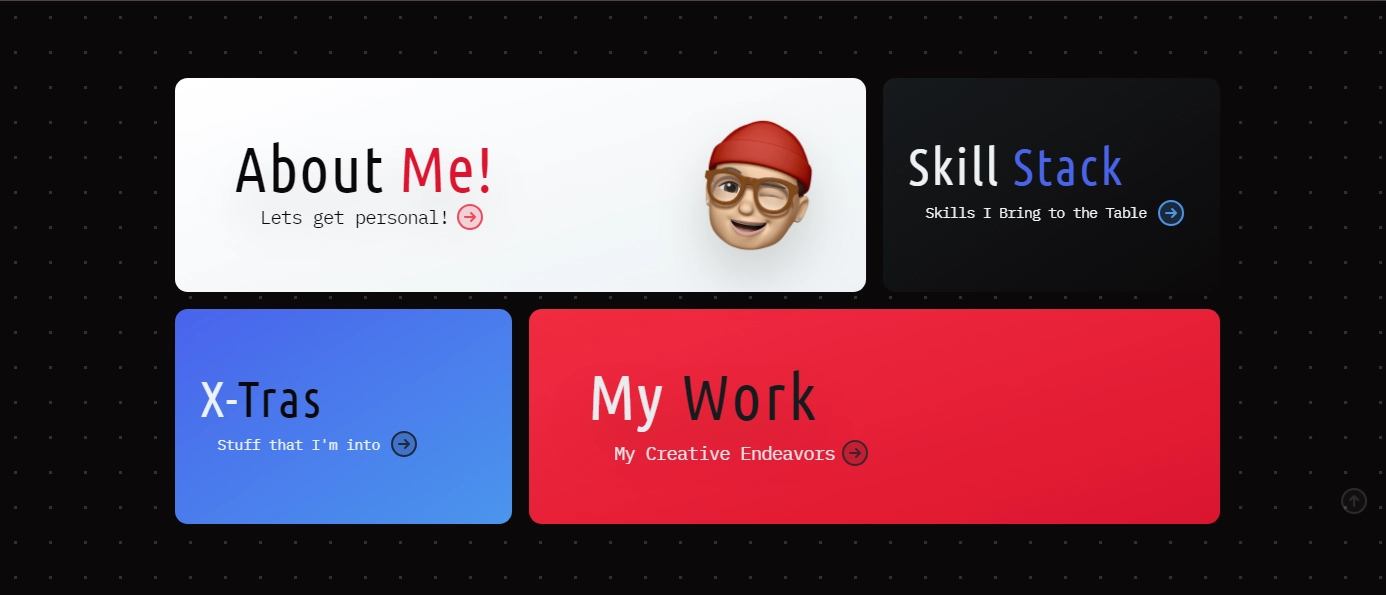 About Me!
Lets get personal!
Skill Stack
Skills I Bring to the Table
X-Tras
Stuff that I'm into
My Work
My Creative Endeavors